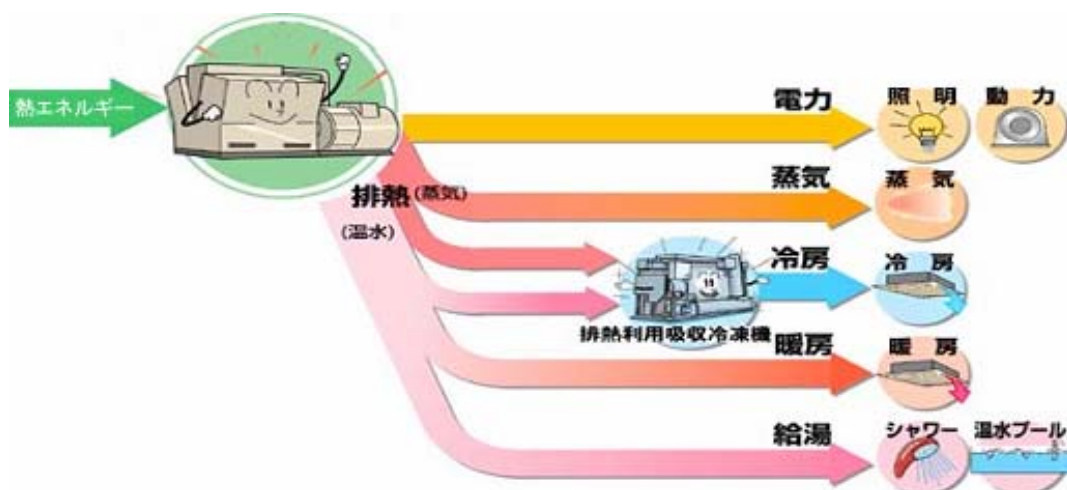 熱エネルギー
電力
照 明
動 力
排熱(蒸気)
(温水)
蒸気
蒸 気
冷房
冷 房
排熱利用吸収冷凍機
暖房
暖 房
給湯
シャワー
温水プール